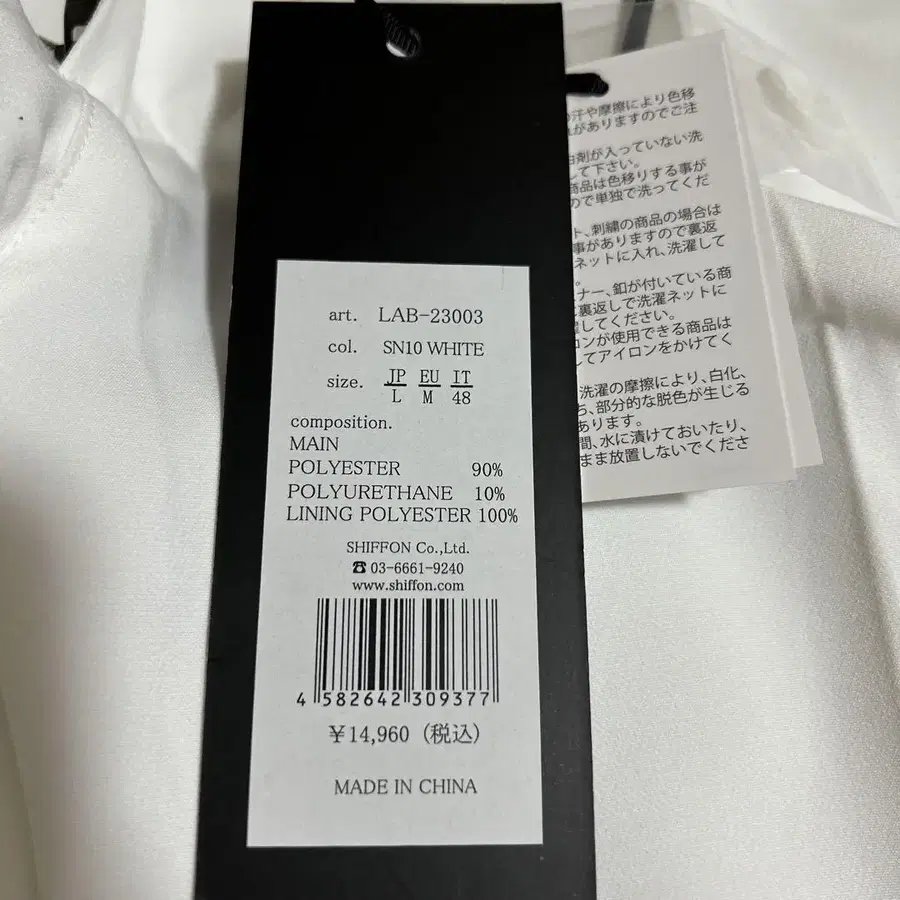 art. LAB-23003
col. SN10 WHITE
size. JP EU IT
L M 48
composition.
MAIN
POLYESTER 90%
POLYURETHANE 10%
LINING POLYESTER 100%
SHIFFON Co.,Ltd.
☎ 03-6661-9240
www.shiffon.com
4 582642 309377
¥14,960 (税込)
MADE IN CHINA
汗や摩擦により色移
がありますのでご注
剤が入っていない洗
して下さい。
商品は色移りする事が
ので単独で洗ってくだ
ト、刺繍の商品の場合は
事がありますので裏返
ネットに入れ、洗濯して
ナー、釦が付いている商
裏返しで洗濯ネットに
してください。
ロンが使用できる商品は
してアイロンをかけてく
洗濯の摩擦により、白化、
ち、部分的な脱色が生じる
あります。
間、水に漬けておいたり、
まま放置しないでくださ